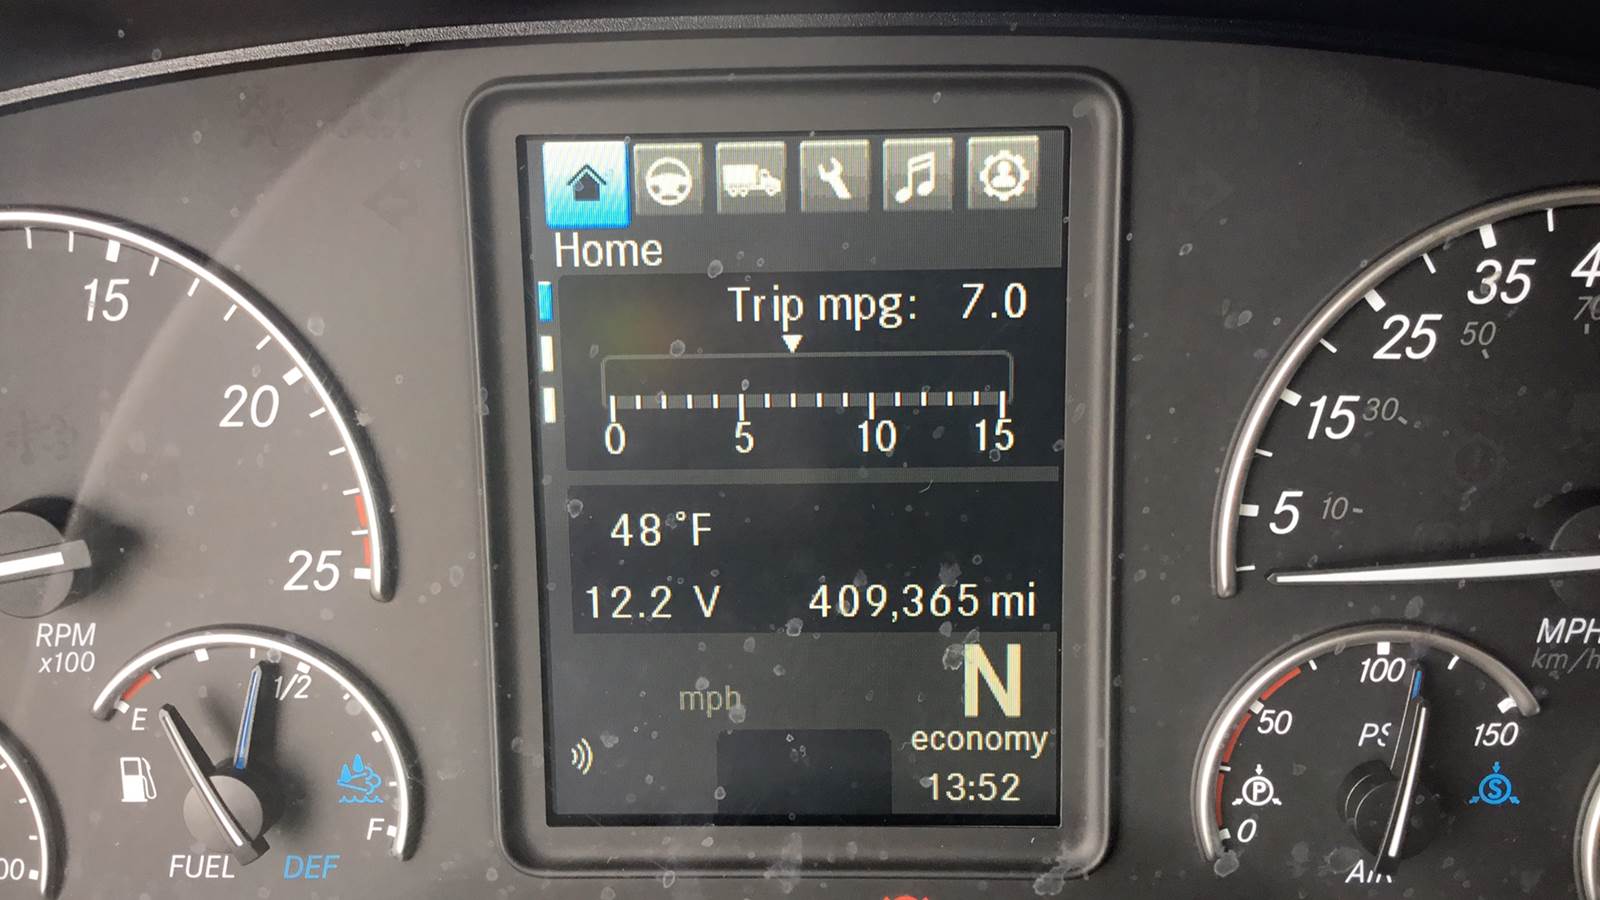 Home
Trip mpg: 7.0
0 5 10 15
48°F
12.2 V 409,365 mi
mph
N
economy
13:52
15
20
25
RPM
x100
E
1/2
F
FUEL DEF
35
25 50
15 30
5 10
MPH
km/h
100
50
150
P
S
0